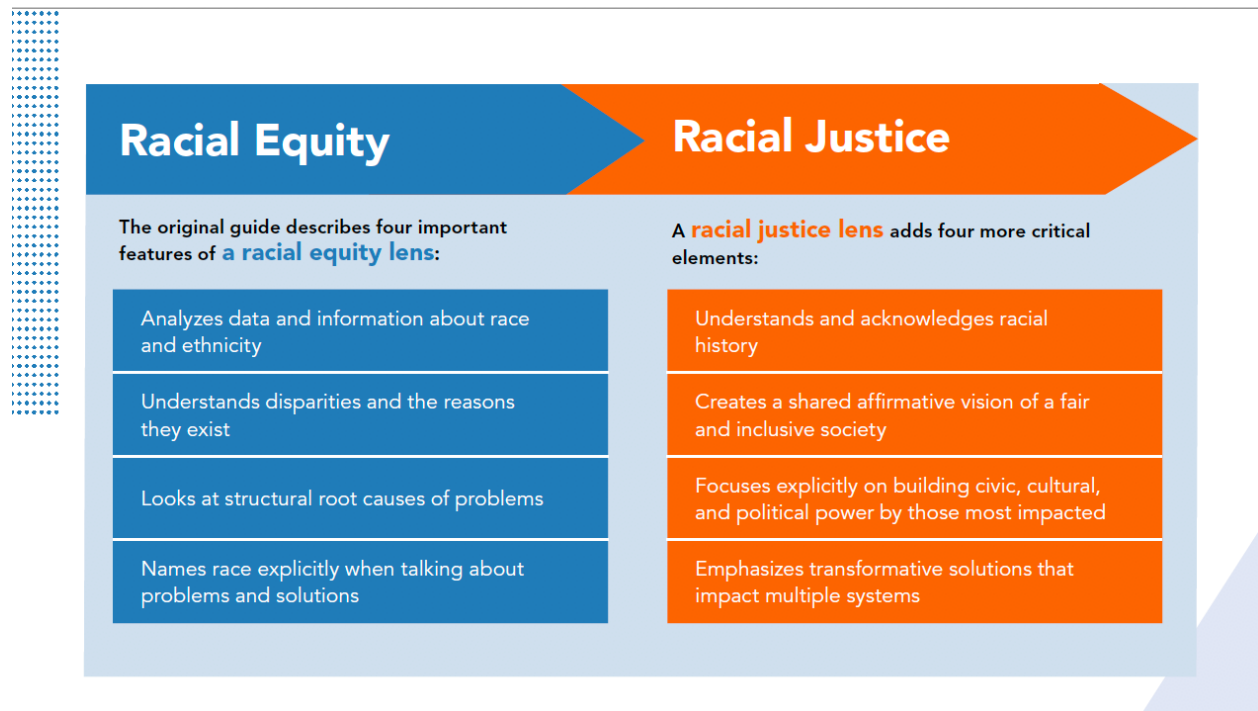 Racial Equity
Racial Justice
The original guide describes four important
features of a racial equity lens:
Analyzes data and information about race
and ethnicity
Understands disparities and the reasons
they exist
Looks at structural root causes of problems
Names race explicitly when talking about
problems and solutions
A racial justice lens adds four more critical
elements:
Understands and acknowledges racial
history
Creates a shared affirmative vision of a fair
and inclusive society
Focuses explicitly on building civic, cultural,
and political power by those most impacted
Emphasizes transformative solutions that
impact multiple systems